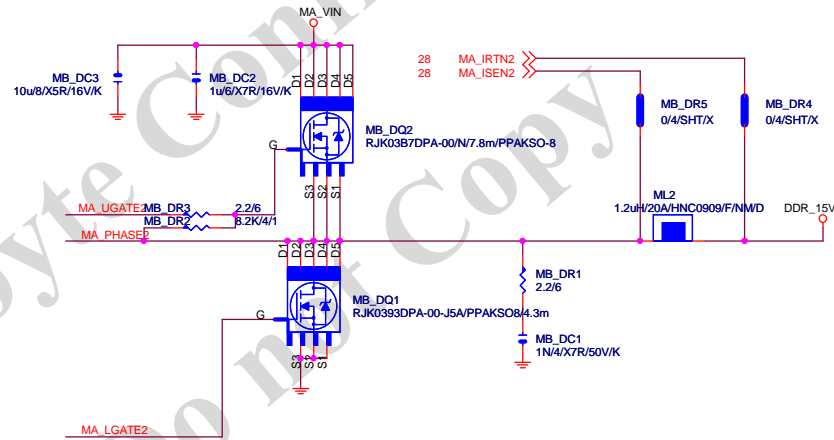 MA_VIN
28 MA_IRTN2
28 MA_ISEN2
D1
D2
D3
D4
D5
MB_DC3
10u/8/X5R/16V/K
MB_DC2
1u/6/X7R/16V/K
MB_DR5
0/4/SHT/X
MB_DR4
0/4/SHT/X
MB_DQ2
RJK03B7DPA-00/N/7.8m/PPAKSO-8
G
S3
S2
S1
MA_UGATE2
MB_DR3
2.2/6
MB_DR2
8.2K/4/1
MA_PHASE2
ML2
1.2uH/20A/HNC0909/F/NM/D
DDR_15V
D1
D2
D3
D4
D5
MB_DR1
2.2/6
MB_DQ1
RJK0393DPA-00-J5A/PPAKSO8/4.3m
G
MB_DC1
1N/4/X7R/50V/K
S3
S2
S1
MA_LGATE2
Do not Copy